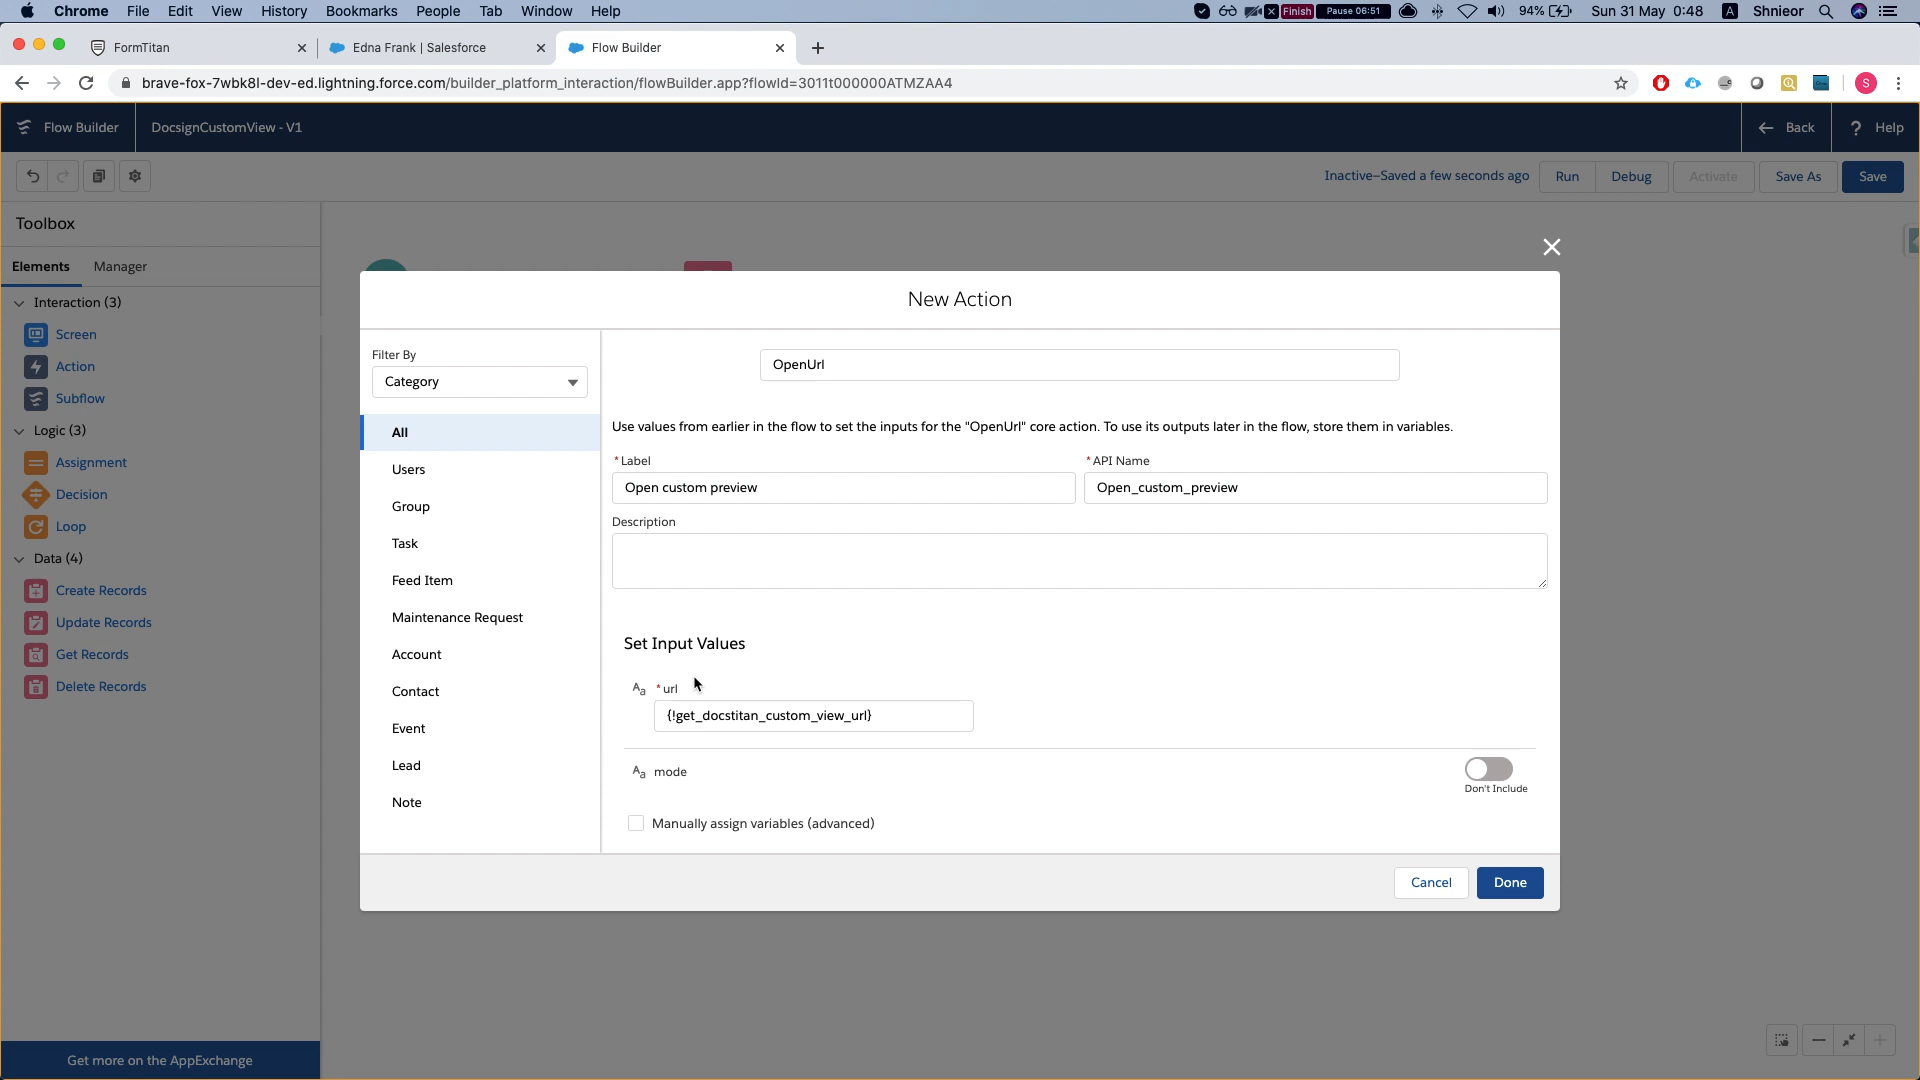 Chrome File Edit View History Bookmarks People Tab Window Help Finish Pause 06:51 94% Sun 31 May 0:48 A Shnieor
FormTitan Edna Frank | Salesforce Flow Builder
brave-fox-7wbk8l-dev-ed.lightning.force.com/builder_platform_interaction/flowBuilder.app?flowId=3011t000000ATMZAA4 S
Flow Builder DocsignCustomView - V1 Back ? Help
Inactive—Saved a few seconds ago Run Debug Activate Save As Save
Toolbox
Elements Manager
Interaction (3)
Screen
Action
Subflow
Logic (3)
Assignment
Decision
Loop
Data (4)
Create Records
Update Records
Get Records
Delete Records
Get more on the AppExchange
New Action
Filter By
Category
All
Users
Group
Task
Feed Item
Maintenance Request
Account
Contact
Event
Lead
Note
OpenUrl
Use values from earlier in the flow to set the inputs for the "OpenUrl" core action. To use its outputs later in the flow, store them in variables.
*Label *API Name
Open custom preview Open_custom_preview
Description
Set Input Values
Aa *url
{!get_docstitan_custom_view_url}
Aa mode
Don't Include
Manually assign variables (advanced)
Cancel Done